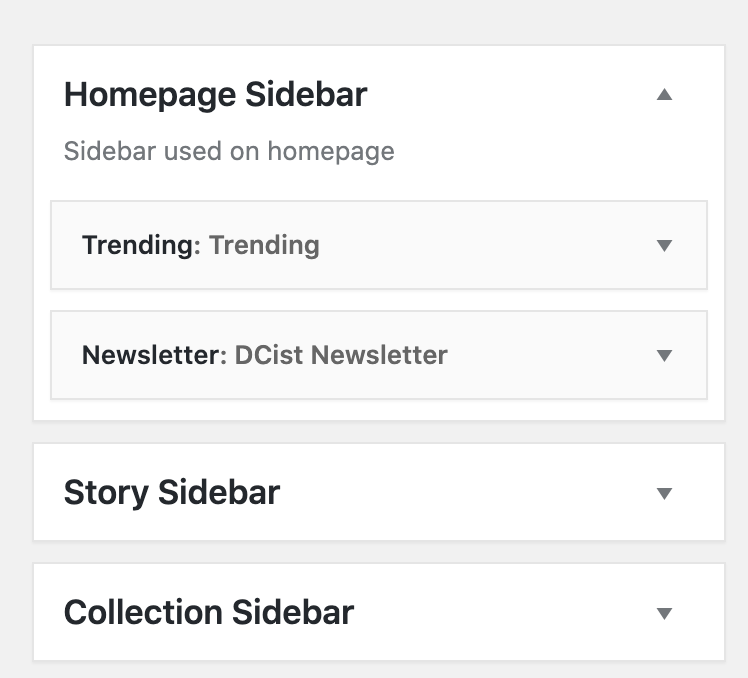 Homepage Sidebar
Sidebar used on homepage
Trending: Trending
Newsletter: DCist Newsletter
Story Sidebar
Collection Sidebar